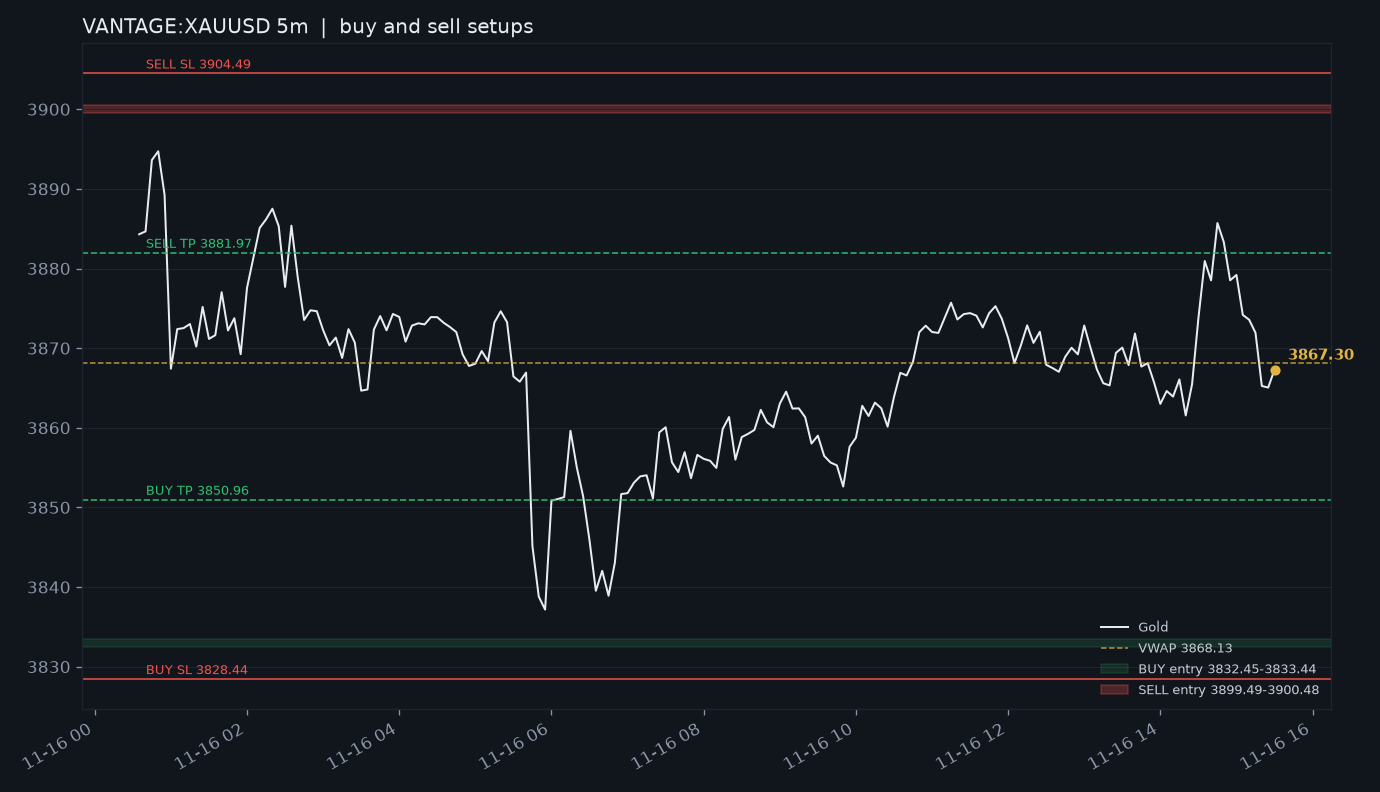 VANTAGE:XAUUSD 5m | buy and sell setups
SELL SL 3904.49
3900
3890
SELL TP 3881.97
3880
3870
3867.30
3860
BUY TP 3850.96
3850
3840
3830
BUY SL 3828.44
Gold
VWAP 3868.13
BUY entry 3832.45-3833.44
SELL entry 3899.49-3900.48
11-16 00
11-16 02
11-16 04
11-16 06
11-16 08
11-16 10
11-16 12
11-16 14
11-16 16